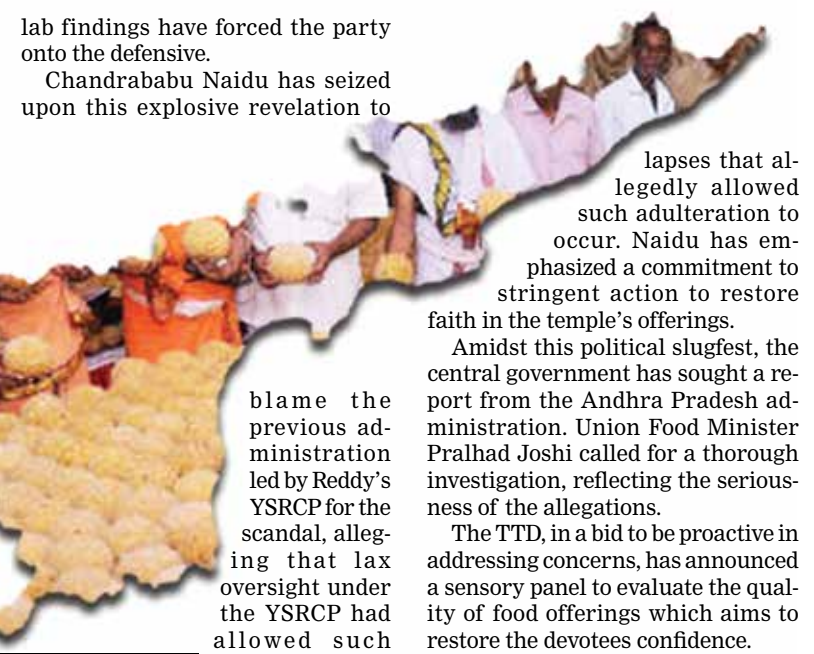 lab findings have forced the party
onto the defensive.
Chandrababu Naidu has seized
upon this explosive revelation to
blame the
previous ad-
ministration
led by Reddy's
YSRCP for the
scandal, alleg-
ing that lax
oversight under
the YSRCP had
allowed such
lapses that al-
legedly allowed
such adulteration to
occur. Naidu has em-
phasized a commitment to
stringent action to restore
faith in the temple's offerings.
Amidst this political slugfest, the
central government has sought a re-
port from the Andhra Pradesh ad-
ministration. Union Food Minister
Pralhad Joshi called for a thorough
investigation, reflecting the serious-
ness of the allegations.
The TTD, in a bid to be proactive in
addressing concerns, has announced
a sensory panel to evaluate the qual-
ity of food offerings which aims to
restore the devotees confidence.